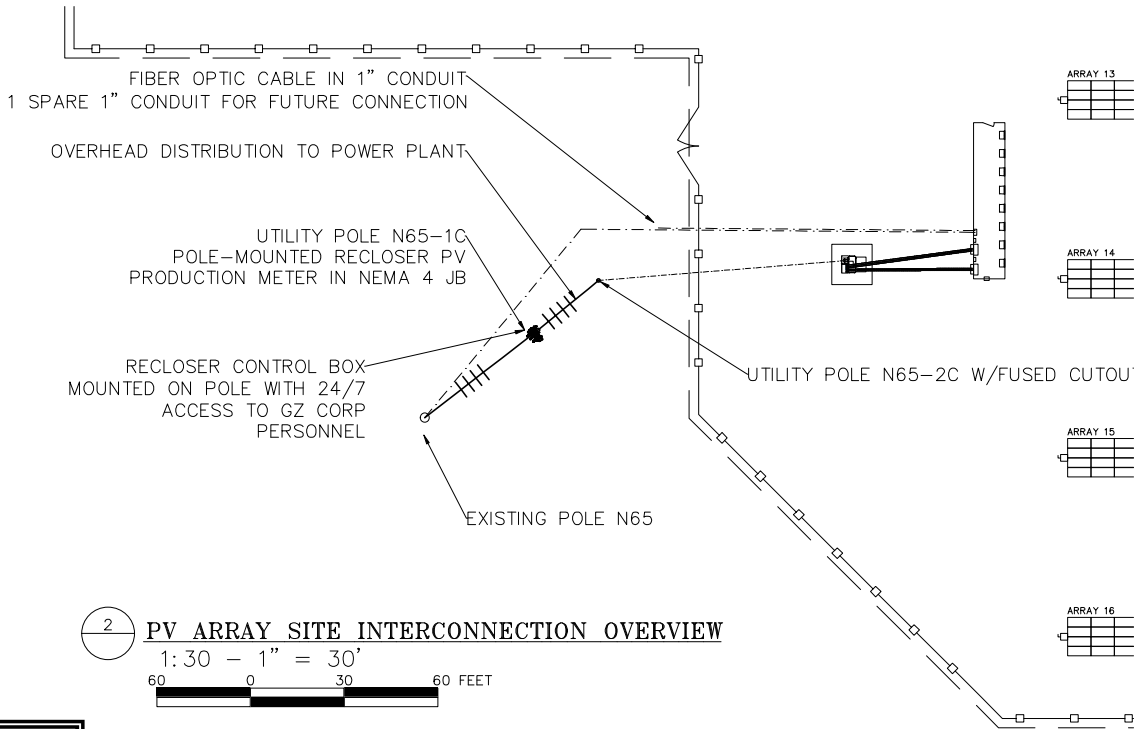 FIBER OPTIC CABLE IN 1” CONDUIT
1 SPARE 1” CONDUIT FOR FUTURE CONNECTION
OVERHEAD DISTRIBUTION TO POWER PLANT
UTILITY POLE N65-1C
POLE-MOUNTED RECLOSER PV
PRODUCTION METER IN NEMA 4 JB
RECLOSER CONTROL BOX
MOUNTED ON POLE WITH 24/7
ACCESS TO GZ CORP
PERSONNEL
UTILITY POLE N65-2C W/FUSED CUTOUT
EXISTING POLE N65
ARRAY 13
ARRAY 14
ARRAY 15
ARRAY 16
2
PV ARRAY SITE INTERCONNECTION OVERVIEW
1:30 - 1” = 30’
60 0 30 60 FEET